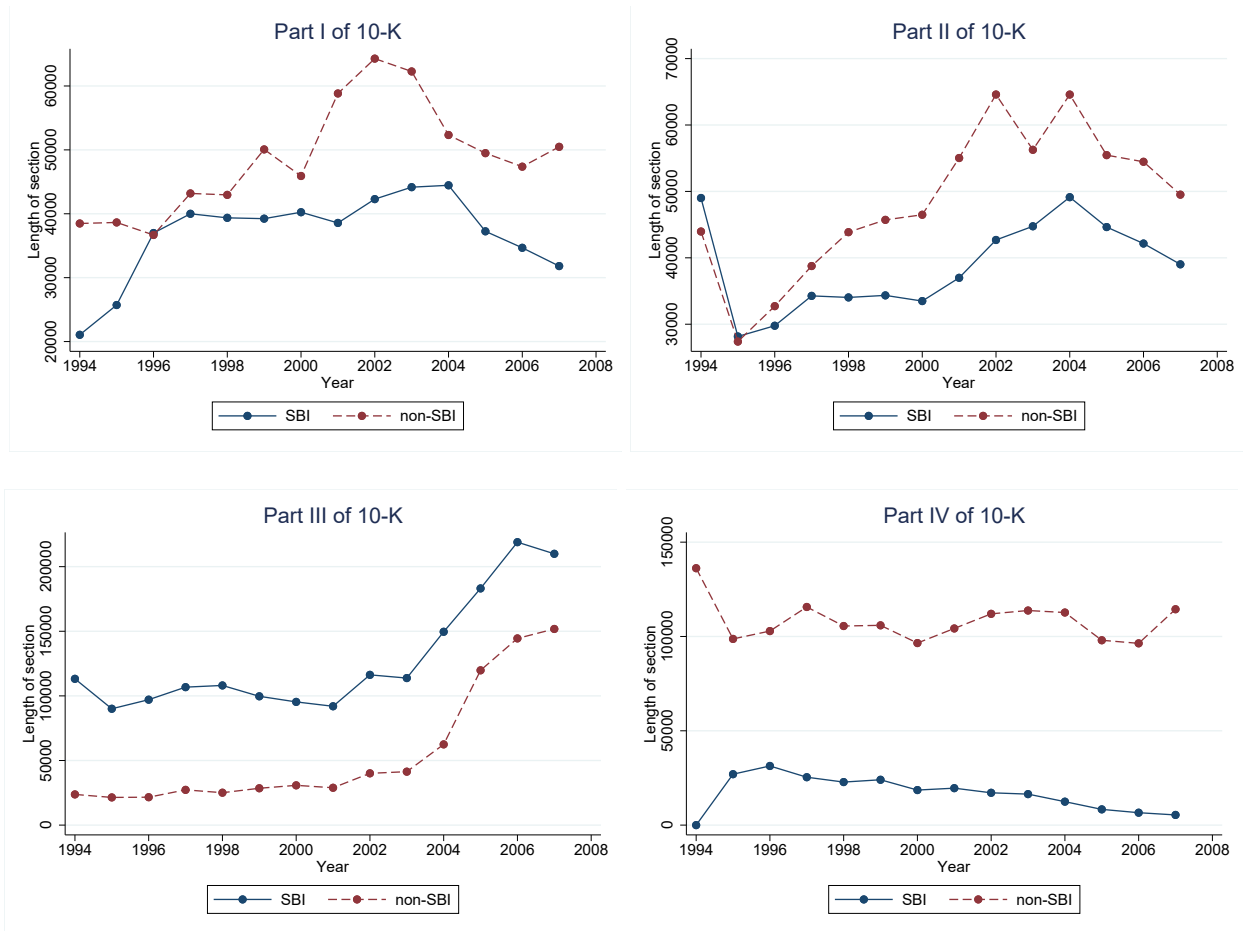 Part I of 10-K
Length of section
60000
50000
40000
30000
20000
1994 1996 1998 2000 2002 2004 2006 2008
Year
SBI non-SBI
Part II of 10-K
Length of section
70000
60000
50000
40000
30000
1994 1996 1998 2000 2002 2004 2006 2008
Year
SBI non-SBI
Part III of 10-K
Length of section
200000
150000
100000
50000
0
1994 1996 1998 2000 2002 2004 2006 2008
Year
SBI non-SBI
Part IV of 10-K
Length of section
150000
100000
50000
0
1994 1996 1998 2000 2002 2004 2006 2008
Year
SBI non-SBI